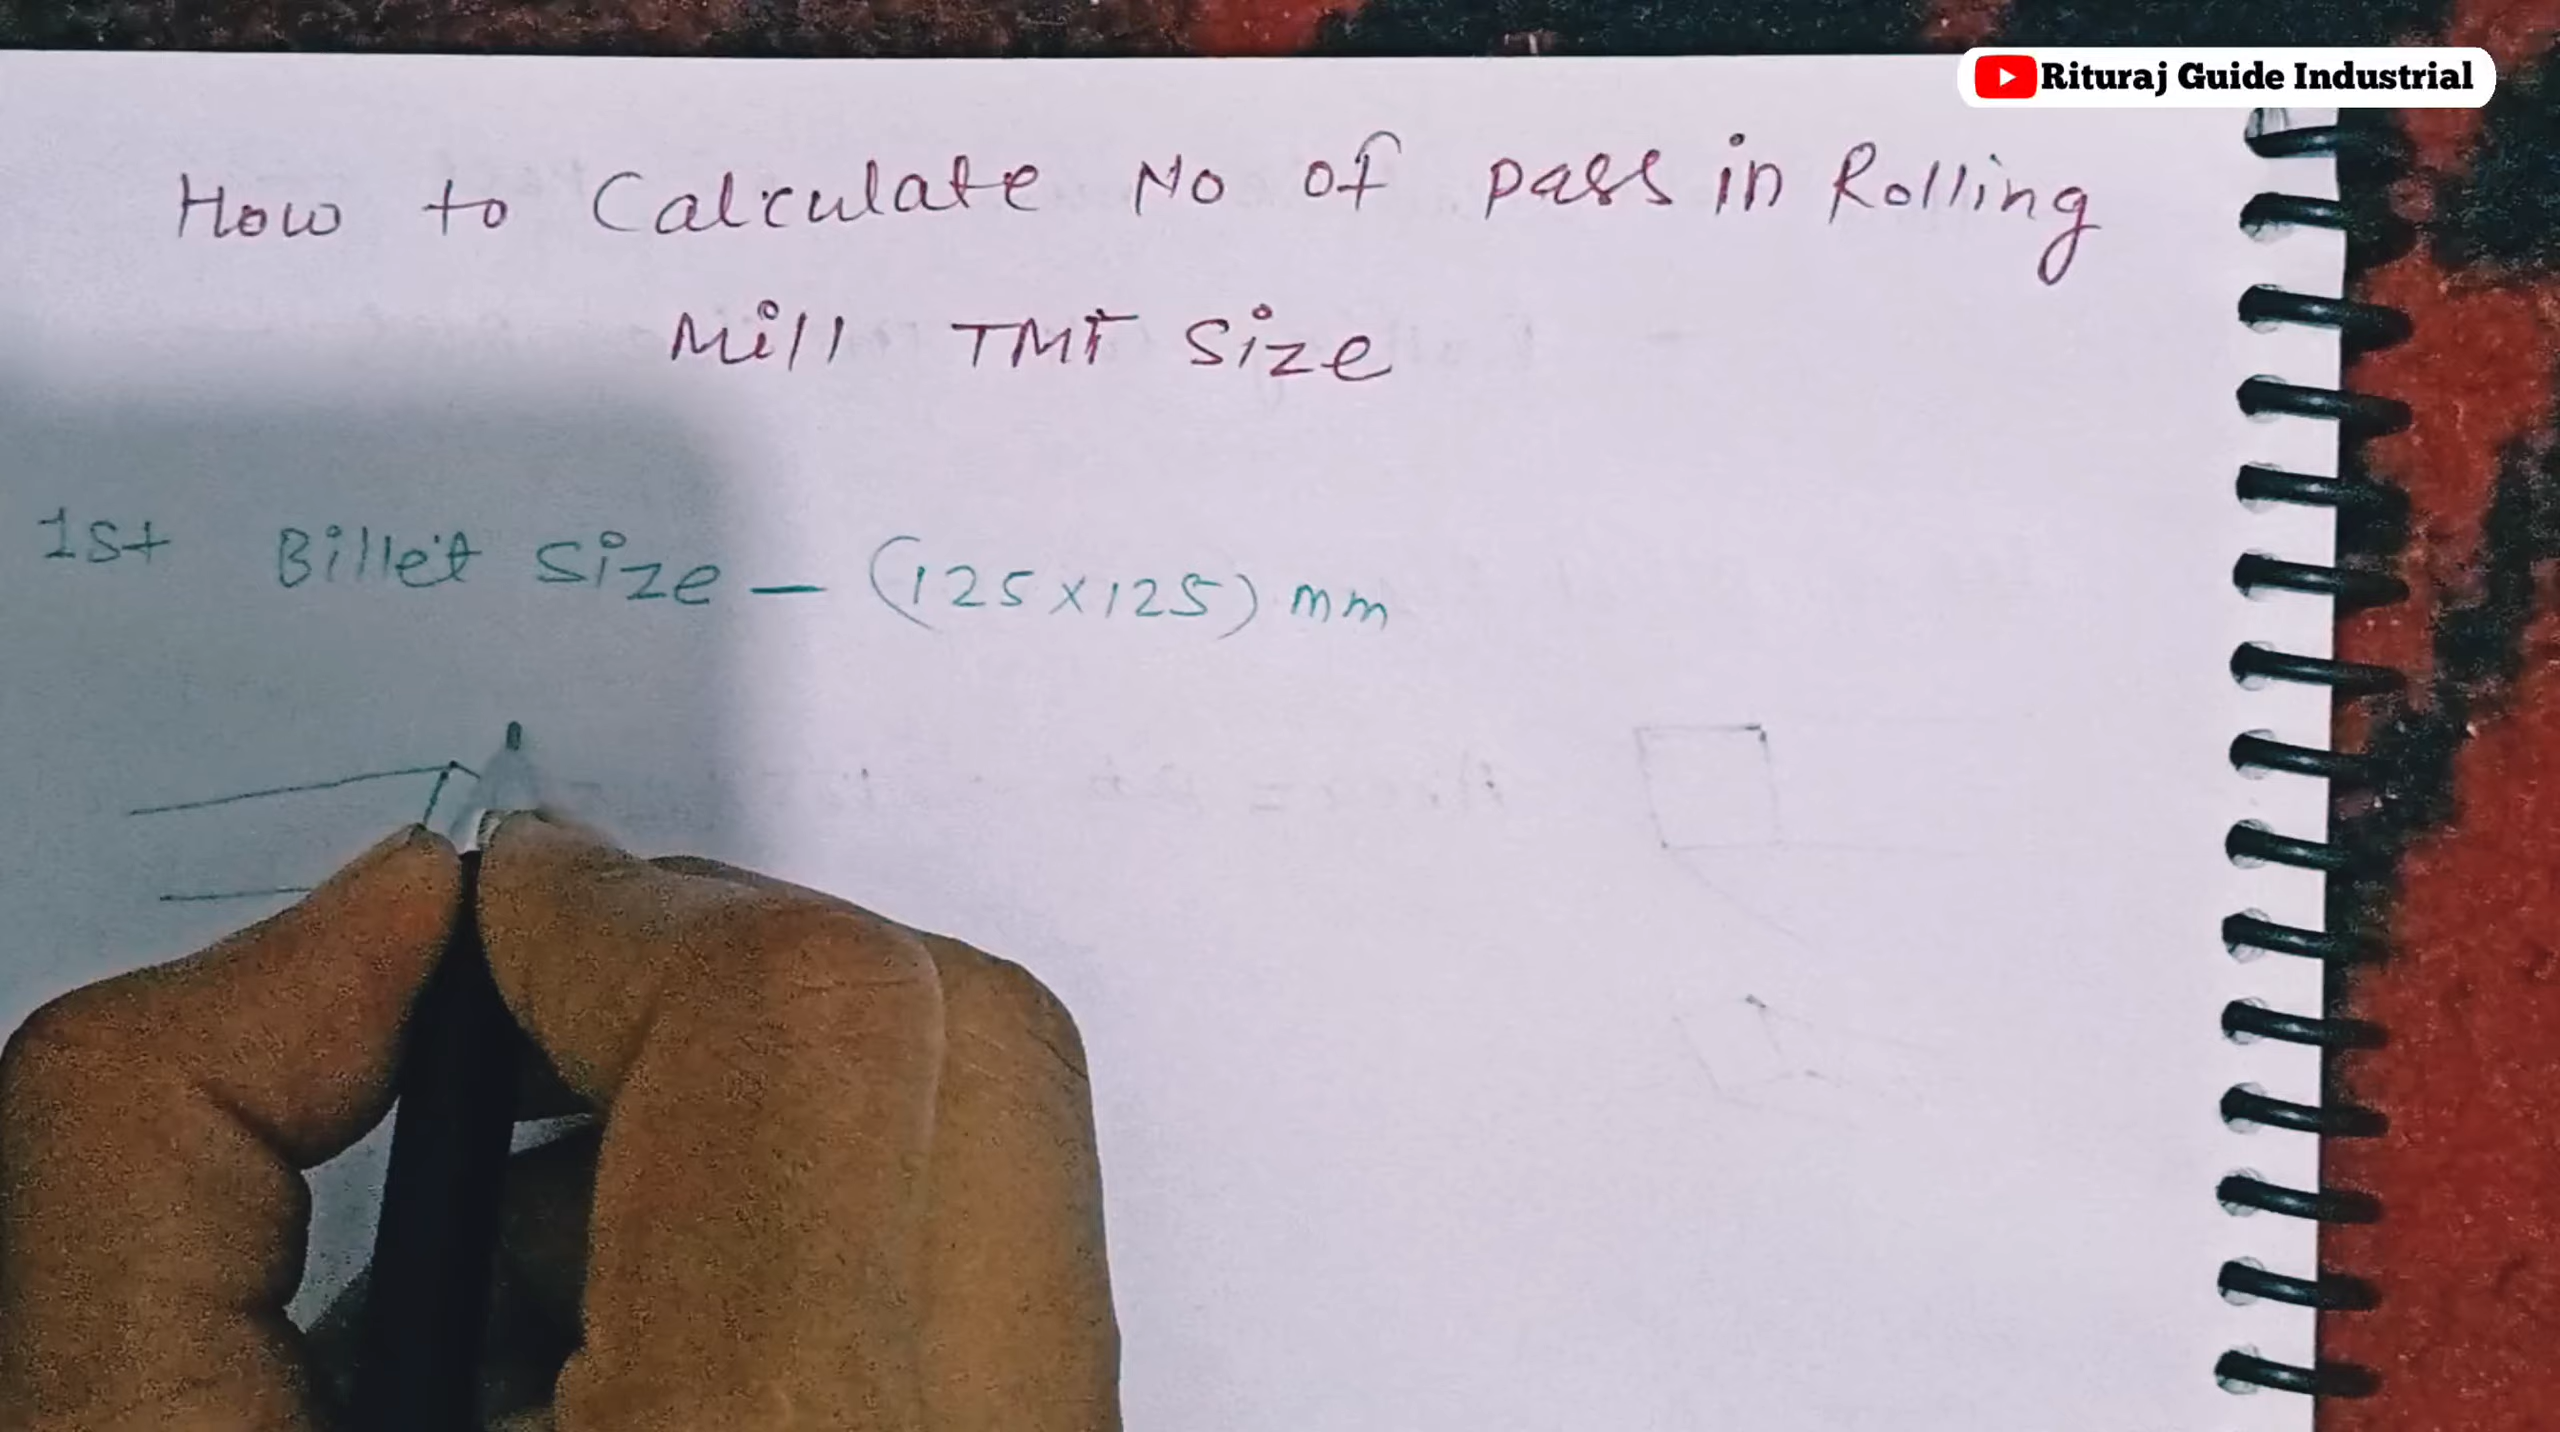 Rituraj Guide Industrial
How to Calculate No of pass in Rolling
Mill TMT Size
1st Billet Size – (125x125) mm